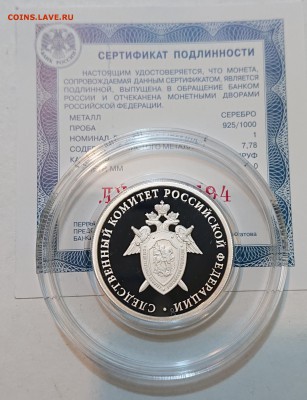 COINS.LAVE.RU
СЕРТИФИКАТ ПОДЛИННОСТИ
НАСТОЯЩИМ УДОСТОВЕРЯЕТСЯ, ЧТО МОНЕТА,
СОПРОВОЖДАЕМАЯ ДАННЫМ СЕРТИФИКАТОМ, ЯВЛЯЕТСЯ
ПОДЛИННОЙ, ВЫПУЩЕНА В ОБРАЩЕНИЕ БАНКОМ
РОССИИ И ОТЧЕКАНЕНА МОНЕТНЫМИ ДВОРАМИ
РОССИЙСКОЙ ФЕДЕРАЦИИ.
МЕТАЛЛ СЕРЕБРО
ПРОБА 925/1000
1
7,78
СЛЕДСТВЕННЫЙ КОМИТЕТ РОССИЙСКОЙ ФЕДЕРАЦИИ